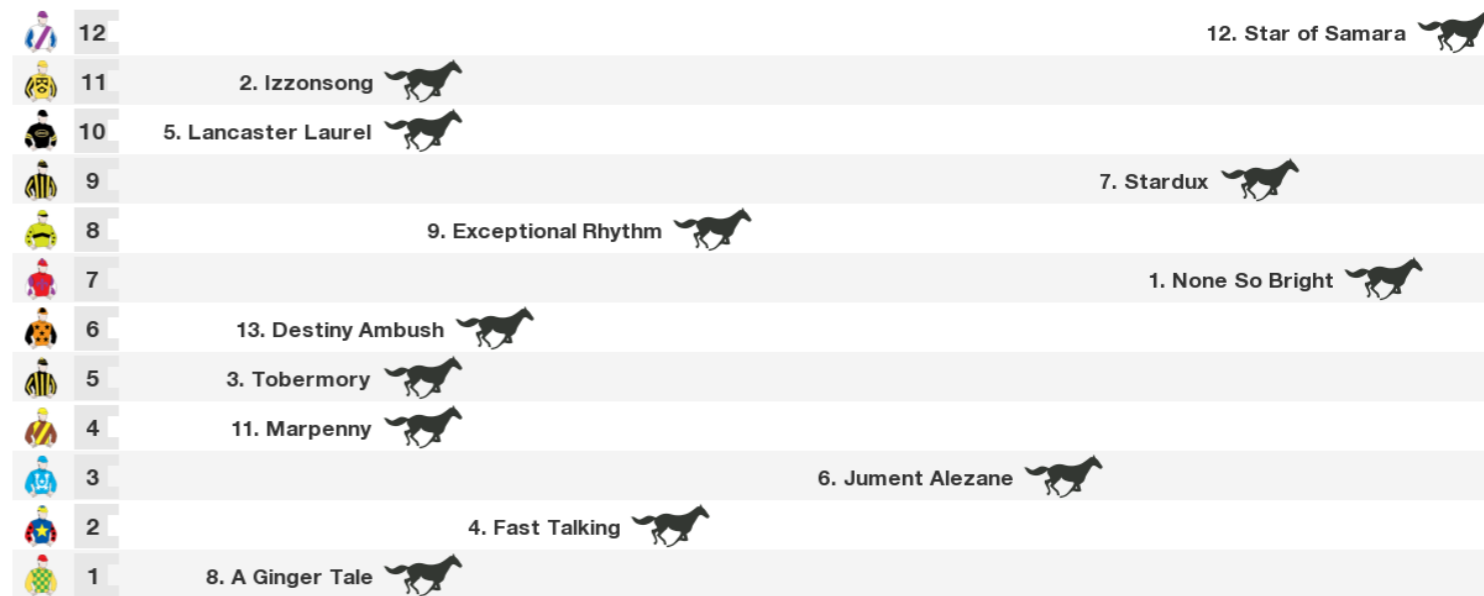 12 12. Star of Samara
11 2. Izzonsong
10 5. Lancaster Laurel
9 7. Stardux
8 9. Exceptional Rhythm
7 1. None So Bright
6 13. Destiny Ambush
5 3. Tobermory
4 11. Marpenny
3 6. Jument Alezane
2 4. Fast Talking
1 8. A Ginger Tale